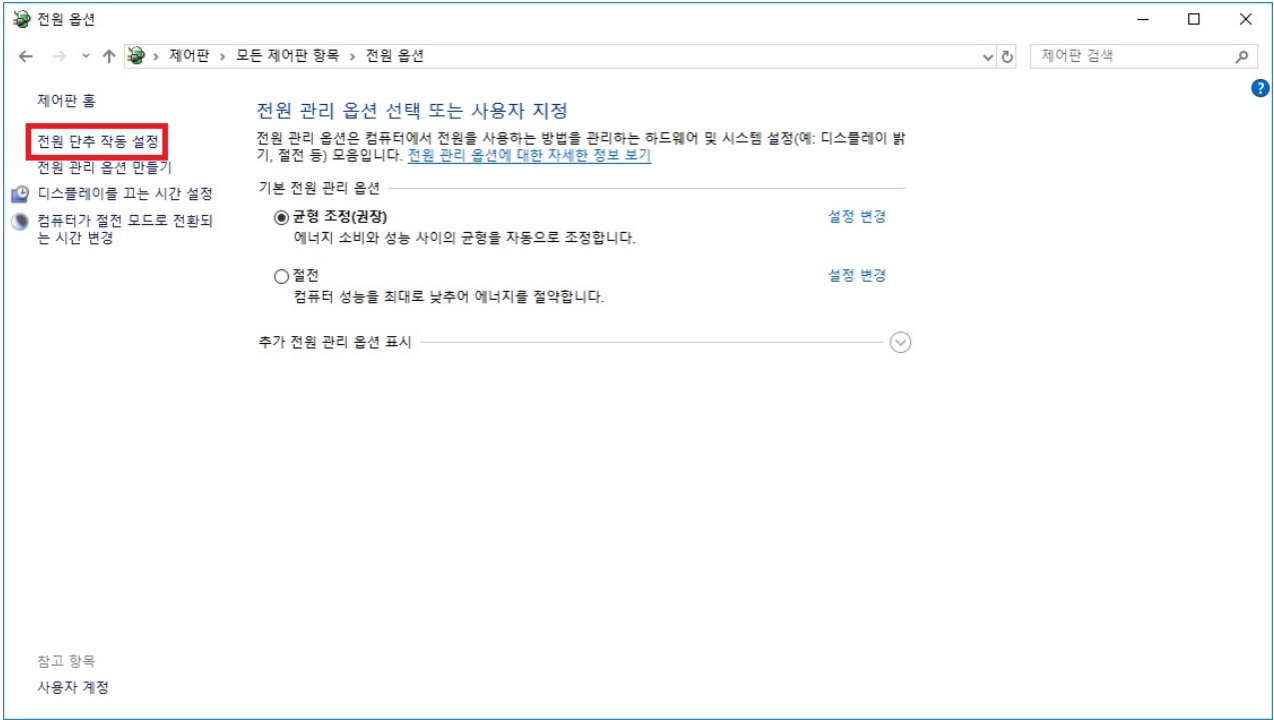 전원 옵션
제어판 › 모든 제어판 항목 › 전원 옵션
제어판 검색
제어판 홈
전원 단추 작동 설정
전원 관리 옵션 만들기
디스플레이를 끄는 시간 설정
컴퓨터가 절전 모드로 전환되
는 시간 변경
전원 관리 옵션 선택 또는 사용자 지정
전원 관리 옵션은 컴퓨터에서 전원을 사용하는 방법을 관리하는 하드웨어 및 시스템 설정(예: 디스플레이 밝
기, 절전 등) 모음입니다. 전원 관리 옵션에 대한 자세한 정보 보기
기본 전원 관리 옵션
균형 조정(권장) 설정 변경
에너지 소비와 성능 사이의 균형을 자동으로 조정합니다.
절전 설정 변경
컴퓨터 성능을 최대로 낮추어 에너지를 절약합니다.
추가 전원 관리 옵션 표시
참고 항목
사용자 계정